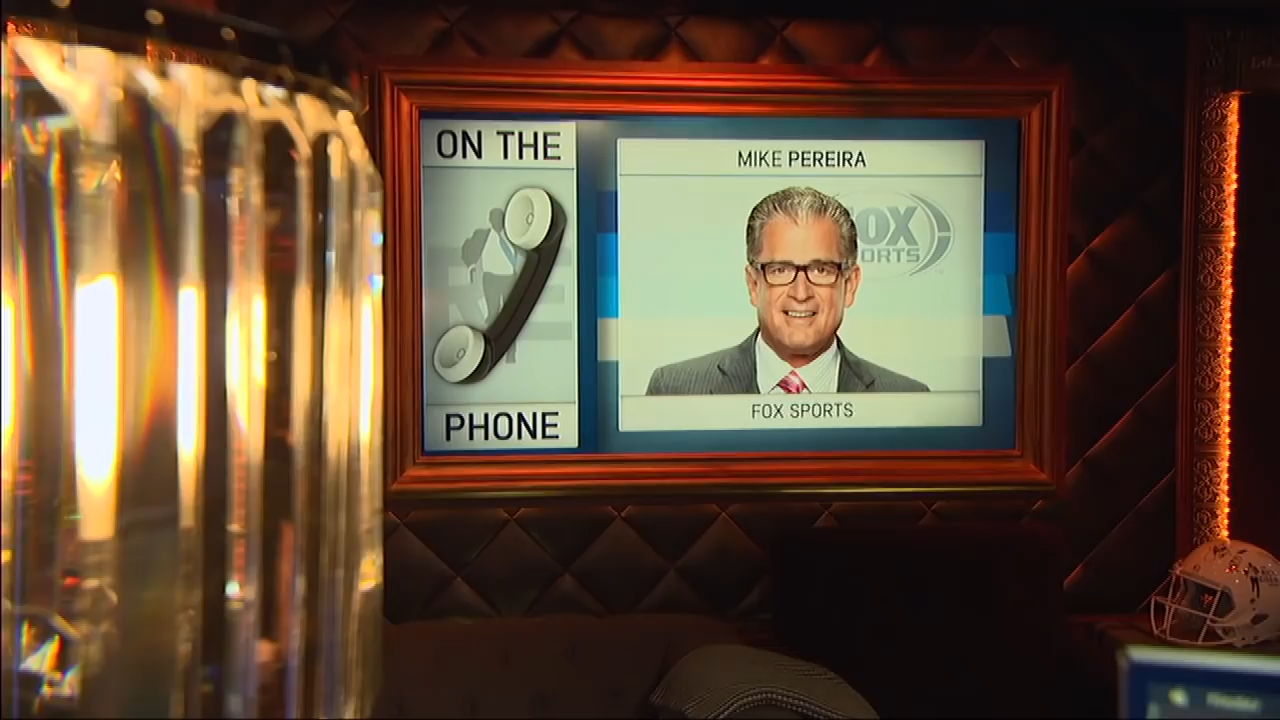 ON THE
PHONE
MIKE PEREIRA
FOX
SPORTS
FOX SPORTS